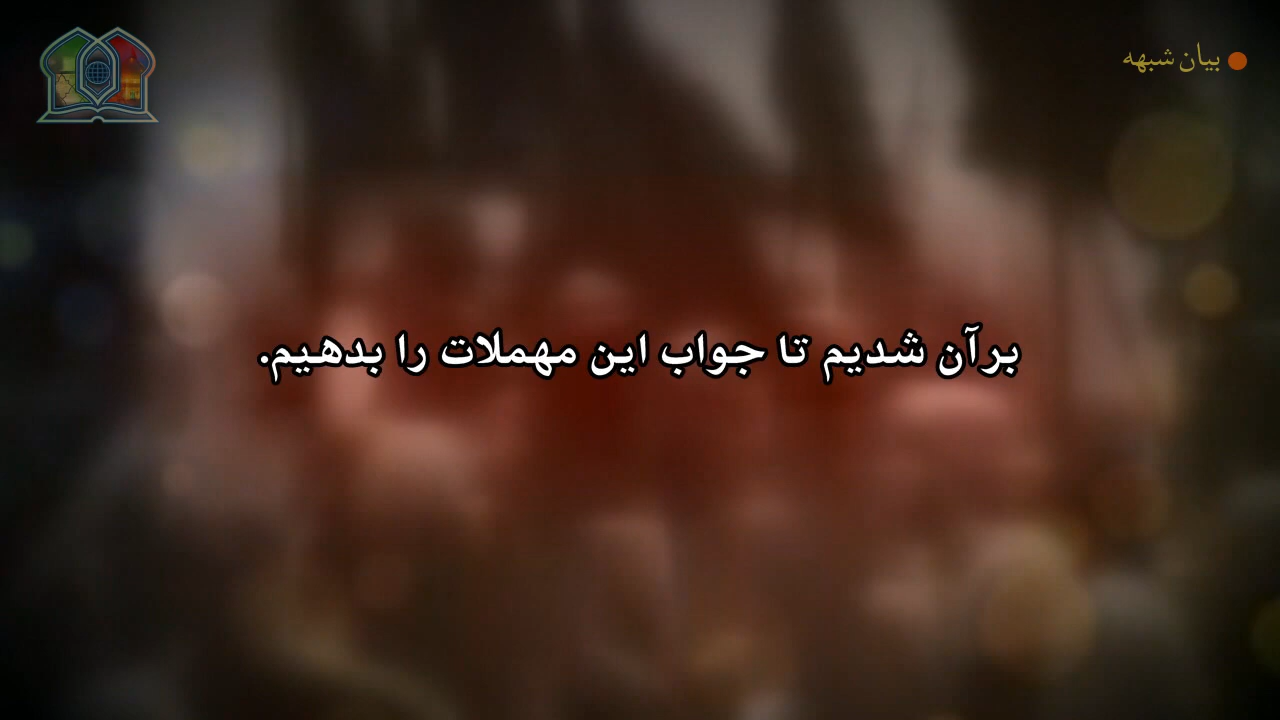 بیان شبهه
برآن شدیم تا جواب این مهملات را بدهیم.